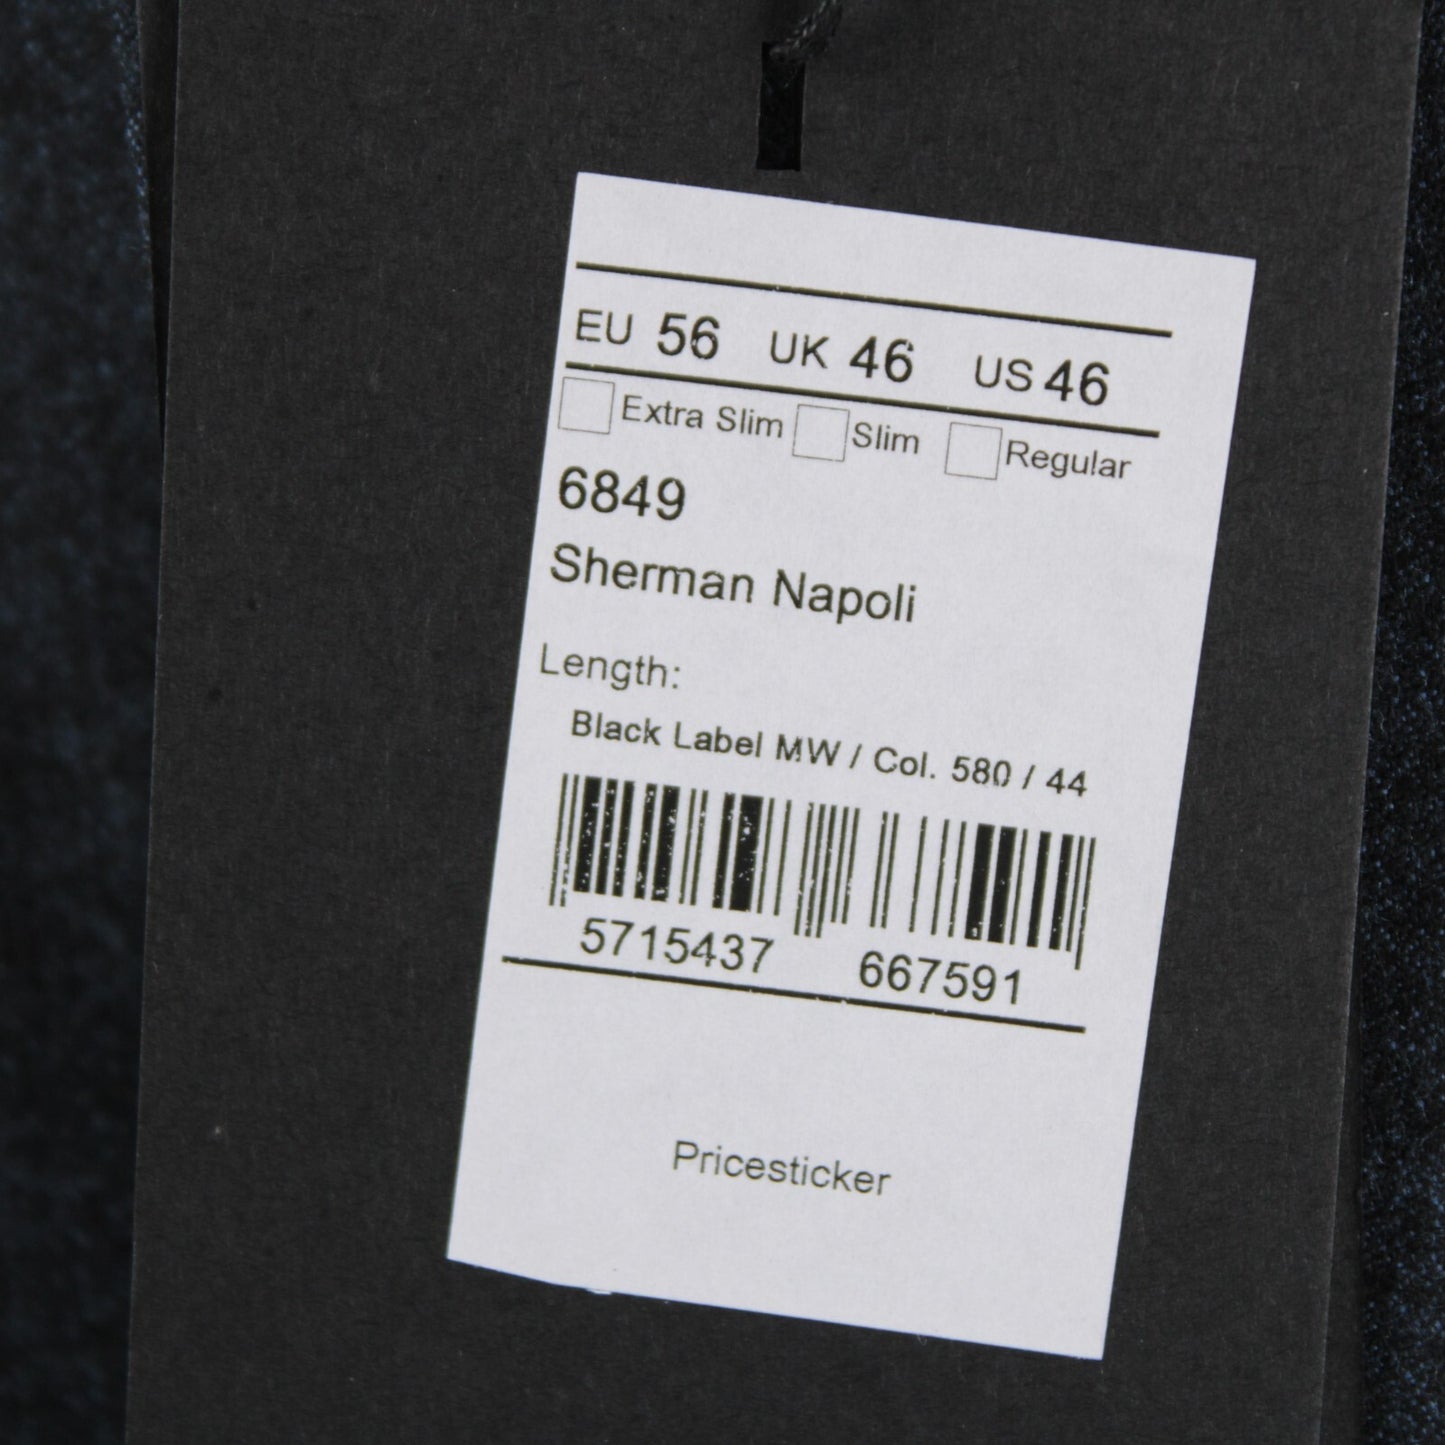 EU 56 UK 46 US 46
Extra Slim Slim Regular
6849
Sherman Napoli
Length:
Black Label MW / Col. 580 / 44
5715437 667591
Pricesticker